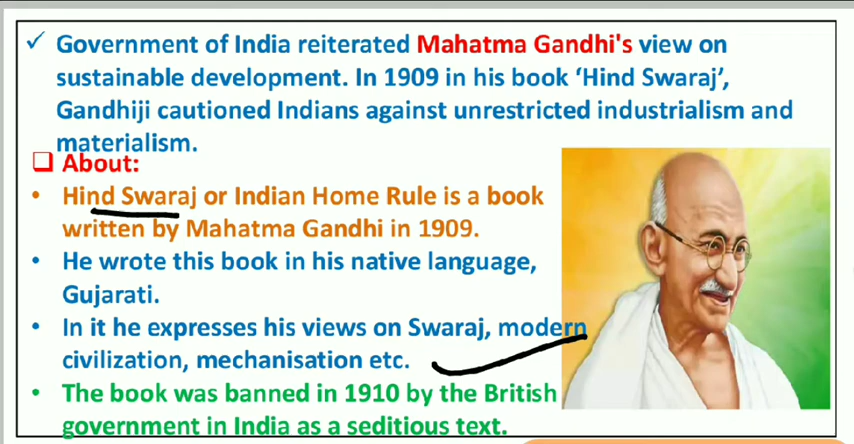 ✓ Government of India reiterated Mahatma Gandhi's view on
sustainable development. In 1909 in his book ‘Hind Swaraj’,
Gandhiji cautioned Indians against unrestricted industrialism and
materialism.
❑ About:
• Hind Swaraj or Indian Home Rule is a book
written by Mahatma Gandhi in 1909.
• He wrote this book in his native language,
Gujarati.
• In it he expresses his views on Swaraj, modern
civilization, mechanisation etc.
• The book was banned in 1910 by the British
government in India as a seditious text.